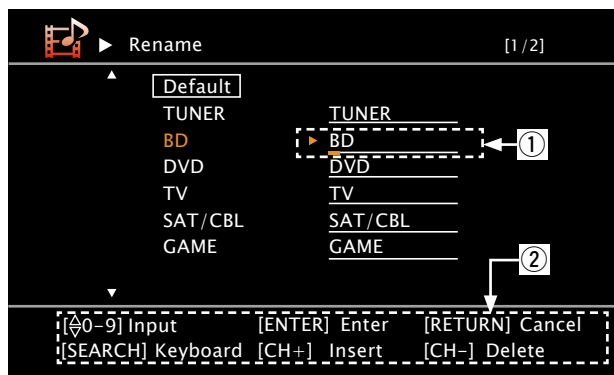 Rename [1/2]
Default
TUNER TUNER
BD BD ①
DVD DVD
TV TV
SAT/CBL SAT/CBL
GAME GAME
②
[0-9] Input [ENTER] Enter [RETURN] Cancel
[SEARCH] Keyboard [CH+] Insert [CH-] Delete